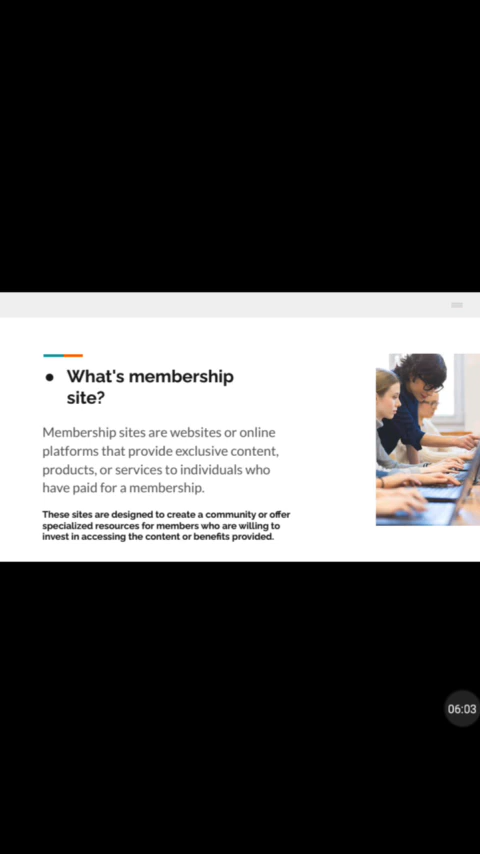 ● What's membership
site?
Membership sites are websites or online
platforms that provide exclusive content,
products, or services to individuals who
have paid for a membership.
These sites are designed to create a community or offer
specialized resources for members who are willing to
invest in accessing the content or benefits provided.
06:03